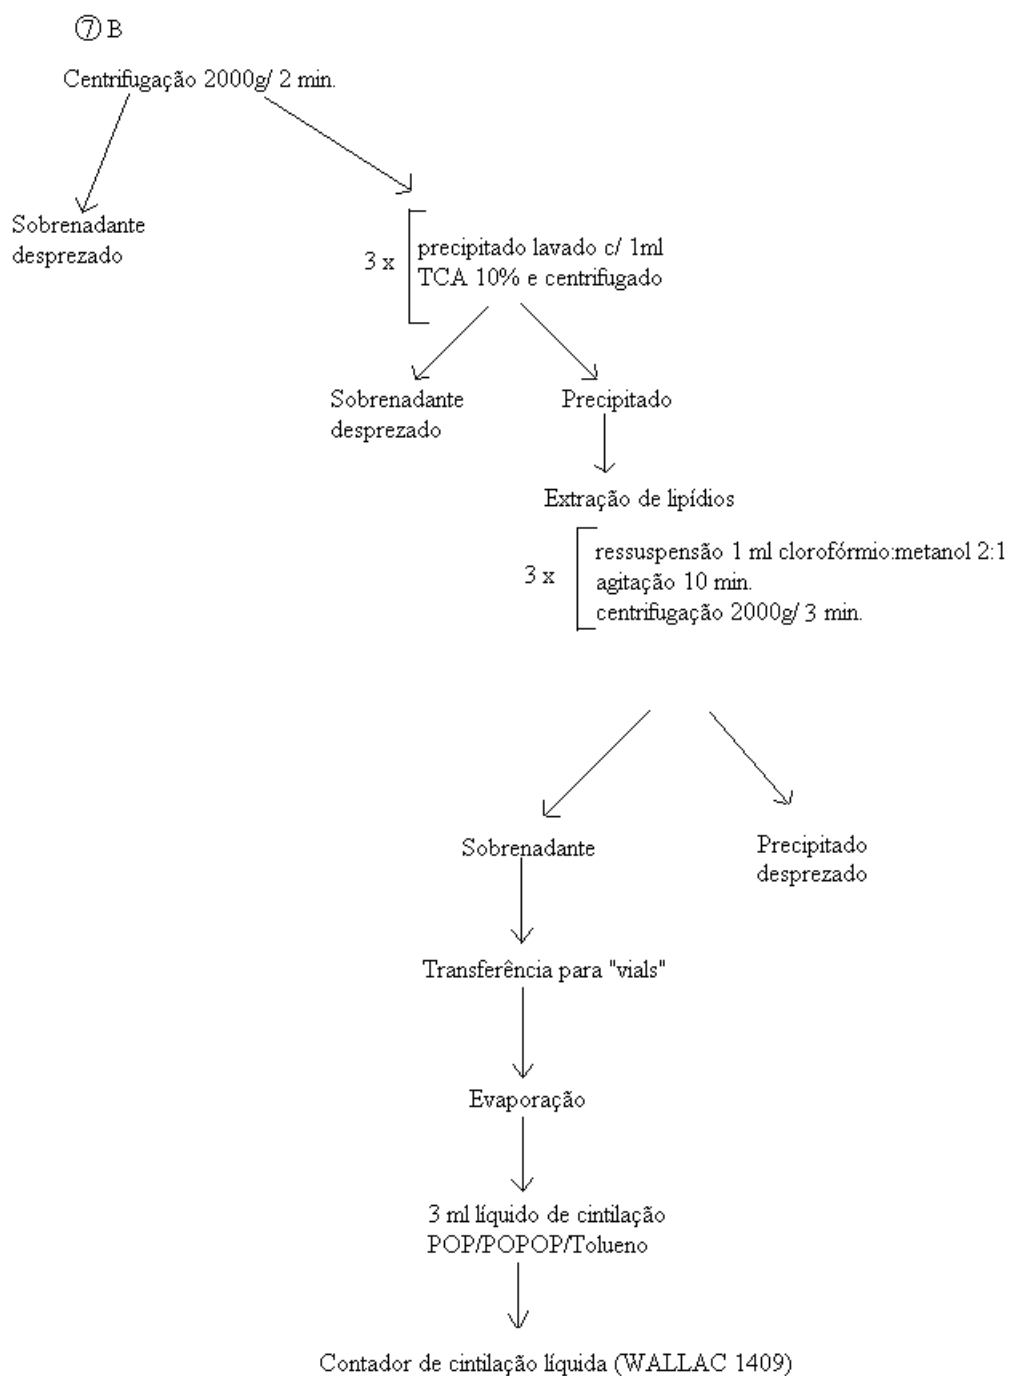 ⑦ B
Centrifugação 2000g/ 2 min.
Sobrenadante
desprezado
3 x
precipitado lavado c/ 1ml
TCA 10% e centrifugado
Sobrenadante
desprezado
Precipitado
Extração de lipídios
3 x
ressuspensão 1 ml clorofórmio:metanol 2:1
agitação 10 min.
centrifugação 2000g/ 3 min.
Sobrenadante
Precipitado
desprezado
Transferência para "vials"
Evaporação
3 ml líquido de cintilação
POP/POPOP/Tolueno
Contador de cintilação líquida (WALLAC 1409)